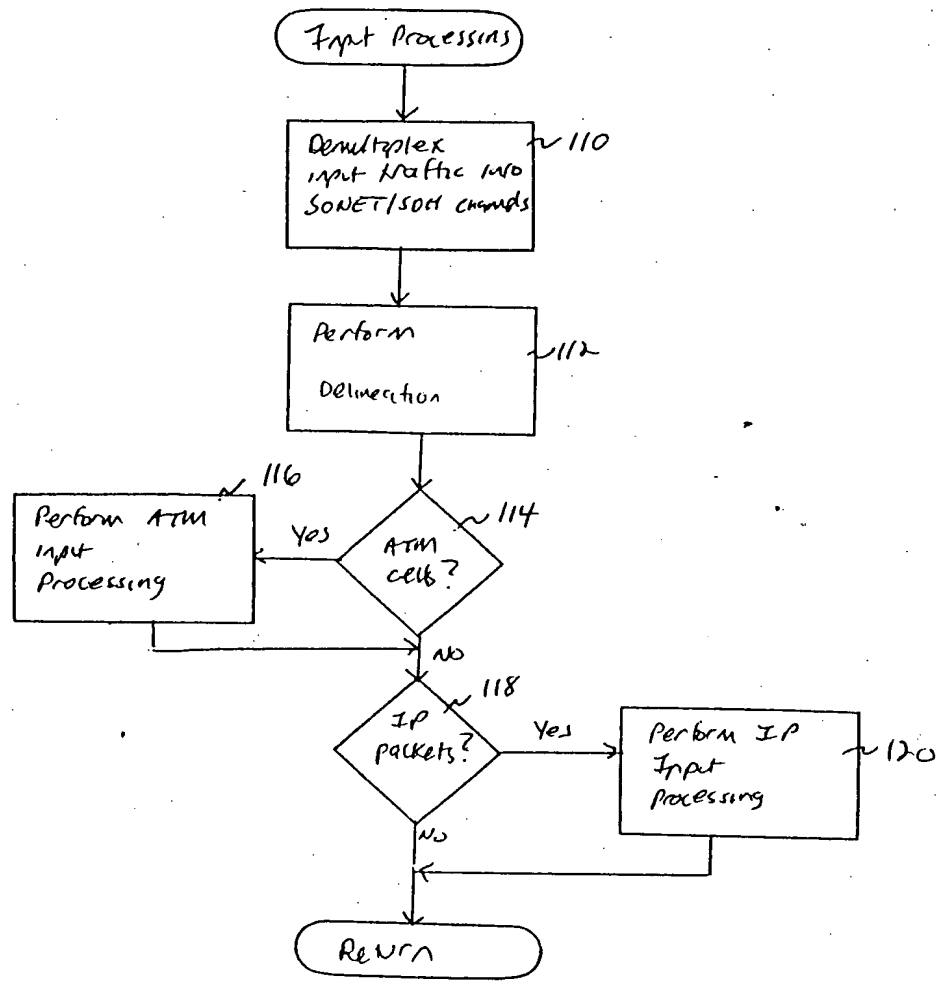 Input Processing
Demultiplex
input traffic into
SONET/SDH channels
110
Perform
Delineation
112
116
Perform ATM
input
Processing
Yes
114
ATM
cells?
NO
118
IP
packets?
Yes
Perform IP
Input
Processing
120
NO
Return